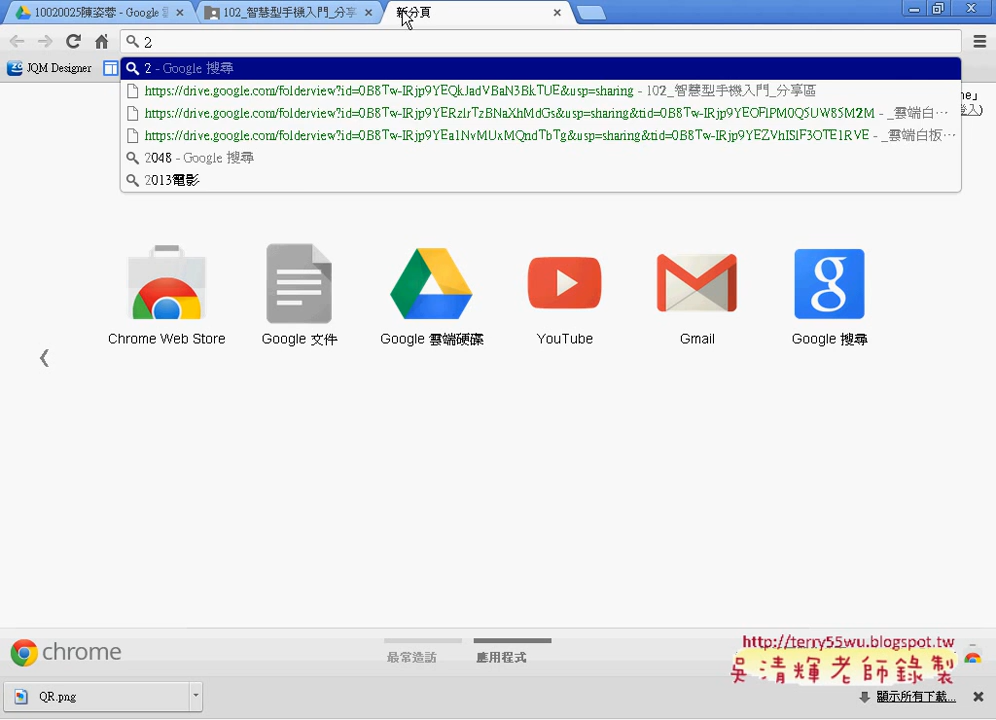 10020025陳姿蓉 - Google 雲
102_智慧型手機入門_分享
新分頁
2
JQM Designer
2 - Google 搜尋
https://drive.google.com/folderview?id=0B8Tw-IRjp9YEQkJadVBaN3BkTUE&usp=sharing - 102_智慧型手機入門_分享區
https://drive.google.com/folderview?id=0B8Tw-IRjp9YERzlrTzBNaXhMdGs&usp=sharing&tid=0B8Tw-IRjp9YEOFlPM0Q5UW85M2M - _雲端白…
https://drive.google.com/folderview?id=0B8Tw-IRjp9YEa1NvMUxMQndTbTg&usp=sharing&tid=0B8Tw-IRjp9YEZVhISlF3OTE1RVE - _雲端白板…
2048 - Google 搜尋
2013電影
Chrome Web Store
Google 文件
Google 雲端硬碟
YouTube
Gmail
Google 搜尋
chrome
最常造訪
應用程式
http://terry55wu.blogspot.tw
吳清輝老師錄製
QR.png
顯示所有下載...